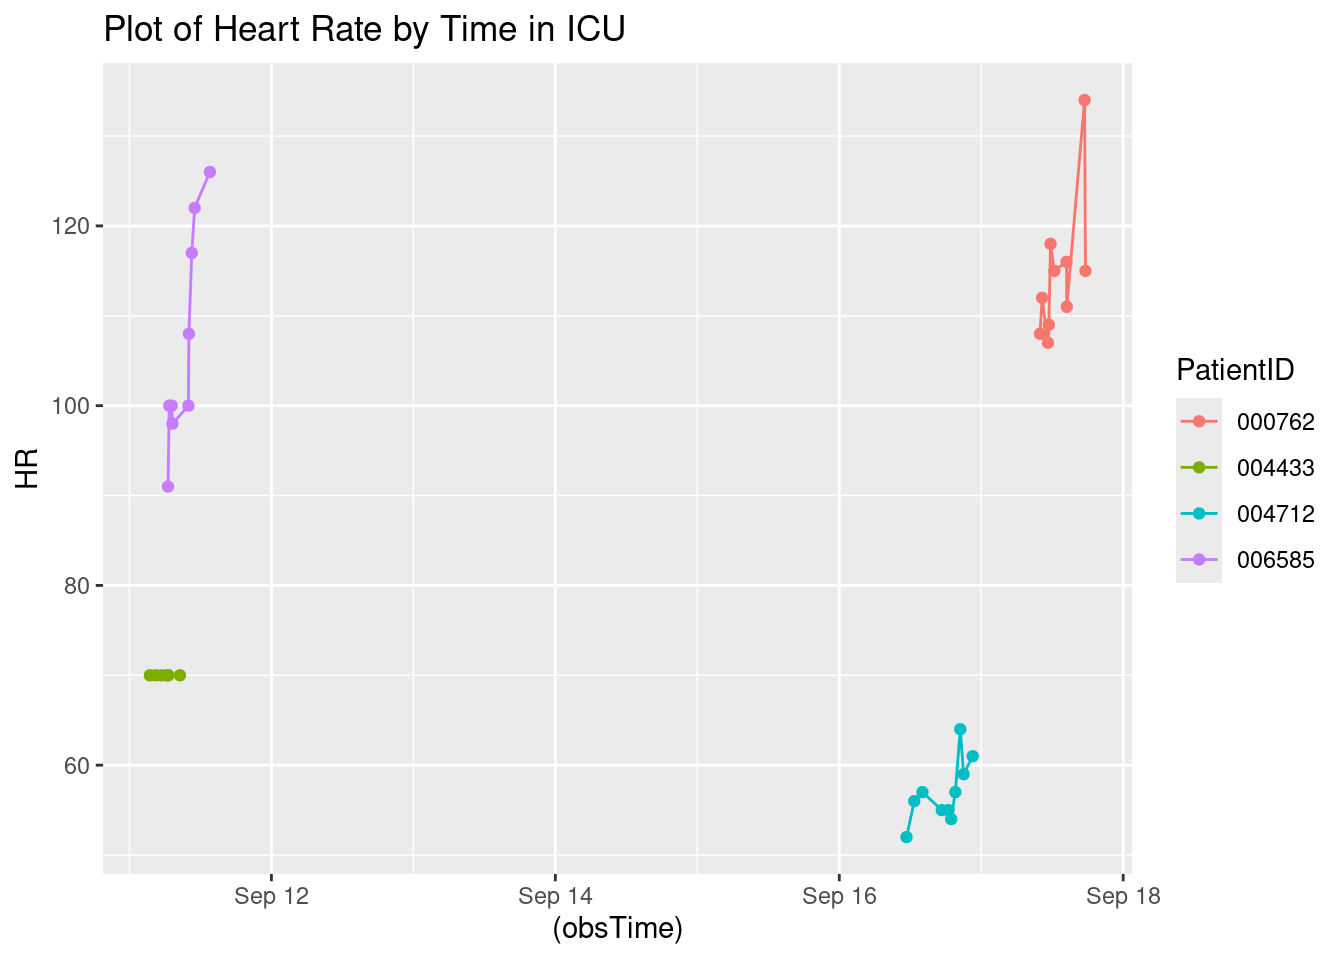 Plot of Heart Rate by Time in ICU
120
100
80
60
HR
Sep 12
Sep 14
Sep 16
Sep 18
(obsTime)
PatientID
000762
004433
004712
006585